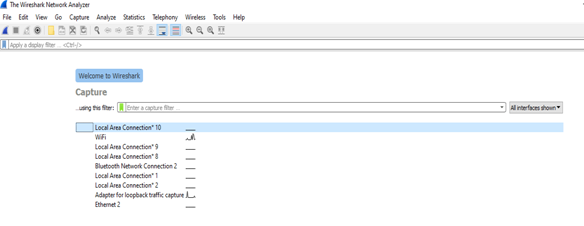 The Wireshark Network Analyzer
File Edit View Go Capture Analyze Statistics Telephony Wireless Tools Help
Apply a display filter ... <Ctrl-/>
Welcome to Wireshark
Capture
...using this filter: Enter a capture filter ... All interfaces shown
Local Area Connection* 10
WiFi
Local Area Connection* 9
Local Area Connection* 8
Bluetooth Network Connection 2
Local Area Connection* 1
Local Area Connection* 2
Adapter for loopback traffic capture
Ethernet 2